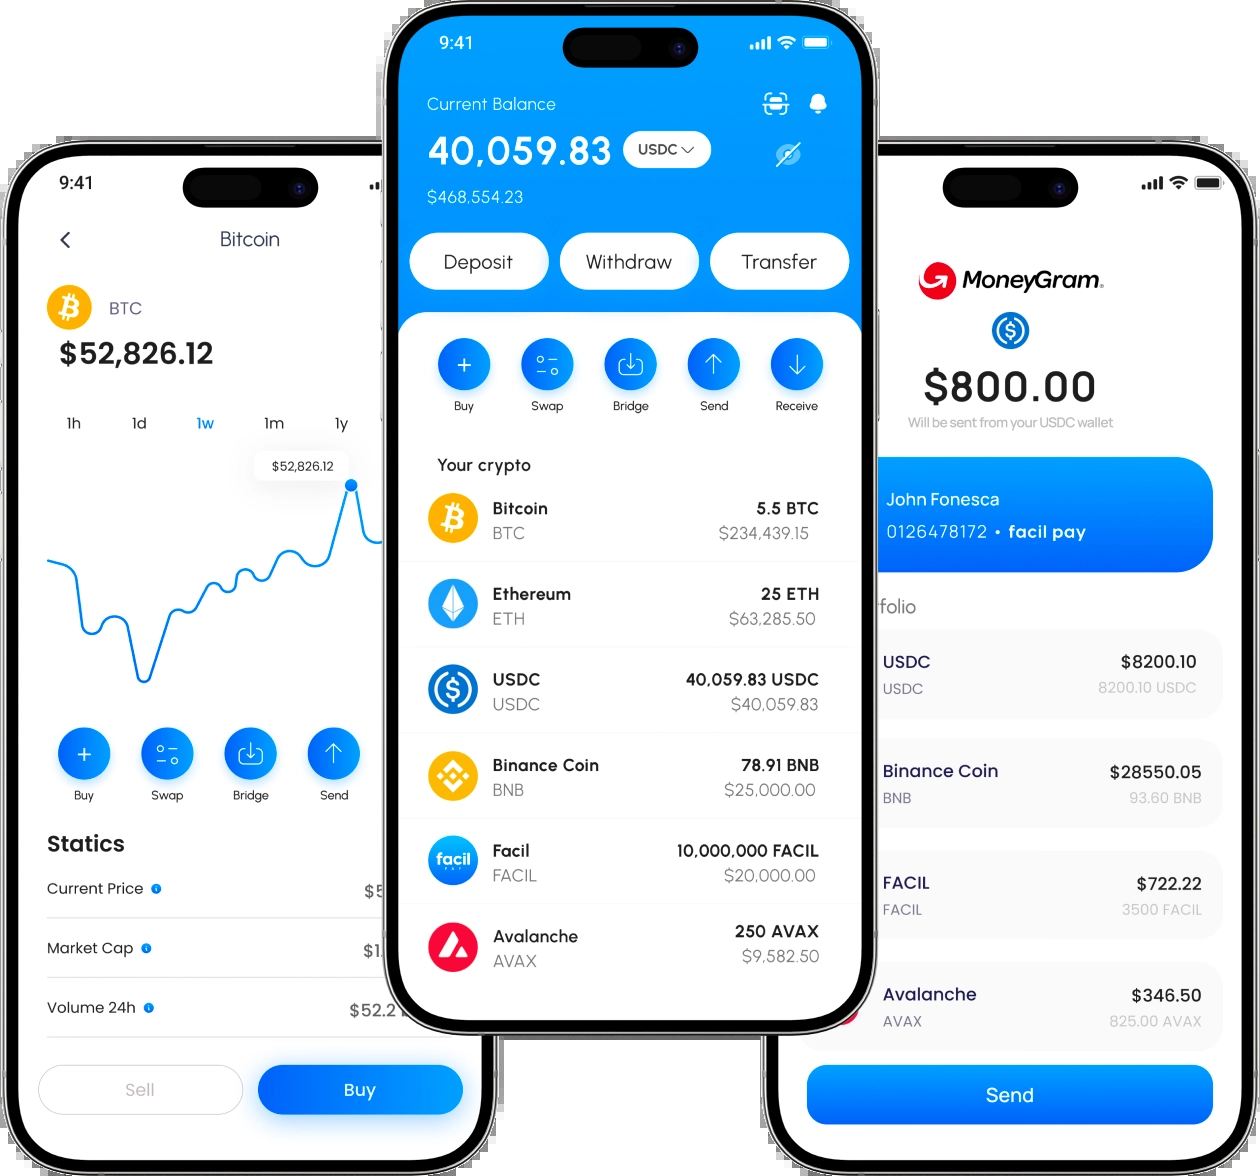 9:41
Bitcoin
BTC
$52,826.12
1h 1d 1w 1m 1y
$52,826.12
Buy Swap Bridge Send
Statics
Current Price $5
Market Cap $1.
Volume 24h $52.2
Sell Buy
9:41
Current Balance
40,059.83 USDC
$468,554.23
Deposit Withdraw Transfer
Buy Swap Bridge Send Receive
Your crypto
Bitcoin 5.5 BTC
BTC $234,439.15
Ethereum 25 ETH
ETH $63,285.50
USDC 40,059.83 USDC
USDC $40,059.83
Binance Coin 78.91 BNB
BNB $25,000.00
facil
Facil 10,000,000 FACIL
FACIL $20,000.00
Avalanche 250 AVAX
AVAX $9,582.50
MoneyGram.
$800.00
Will be sent from your USDC wallet
John Fonesca
0126478172 • facil pay
folio
USDC $8200.10
USDC 8200.10 USDC
Binance Coin $28550.05
BNB 93.60 BNB
FACIL $722.22
FACIL 3500 FACIL
Avalanche $346.50
AVAX 825.00 AVAX
Send